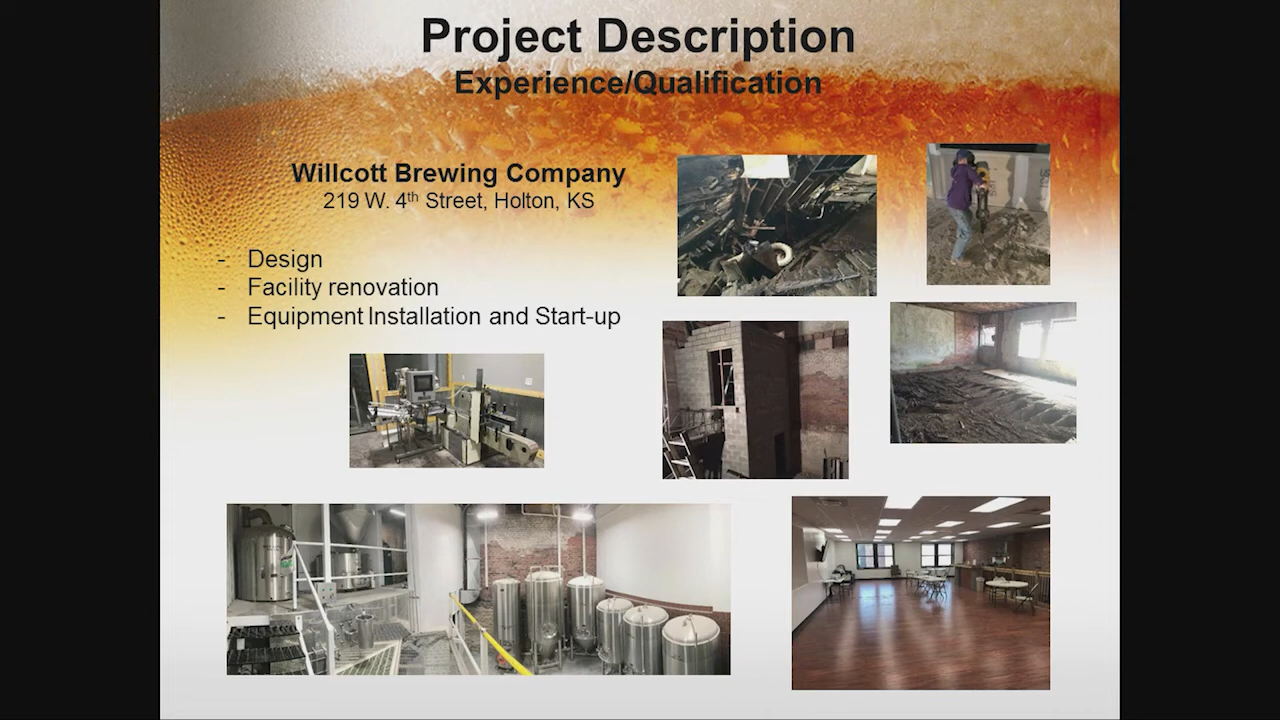 Project Description
Experience/Qualification
Willcott Brewing Company
219 W. 4th Street, Holton, KS
- Design
- Facility renovation
- Equipment Installation and Start-up